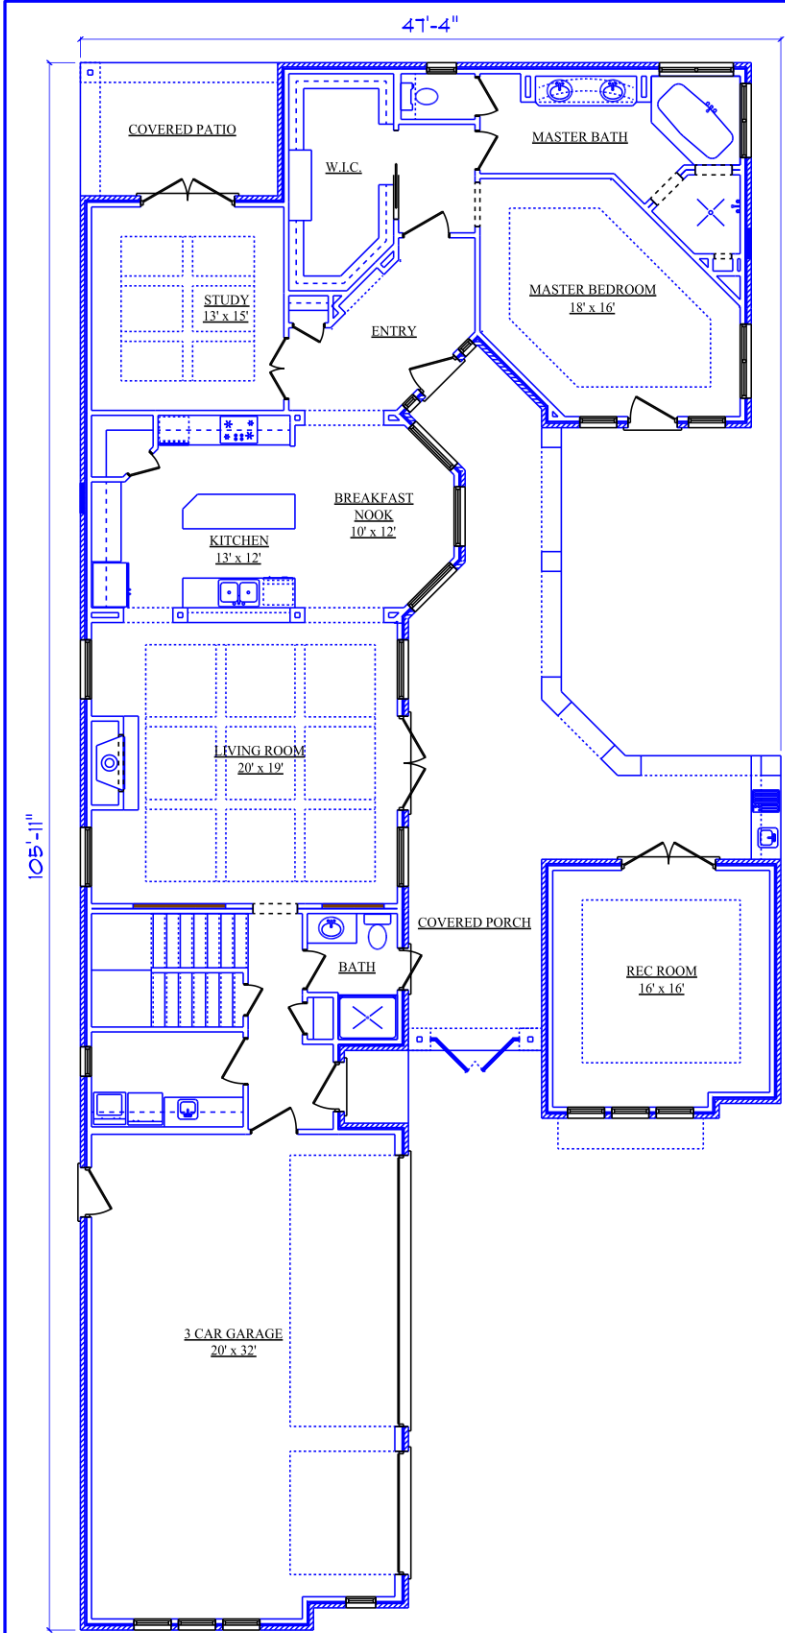 47'-4"
COVERED PATIO
W.I.C.
MASTER BATH
STUDY
13' x 15'
MASTER BEDROOM
18' x 16'
ENTRY
BREAKFAST
NOOK
10' x 12'
KITCHEN
13' x 12'
LIVING ROOM
20' x 19'
105'-11"
COVERED PORCH
BATH
REC ROOM
16' x 16'
3 CAR GARAGE
20' x 32'